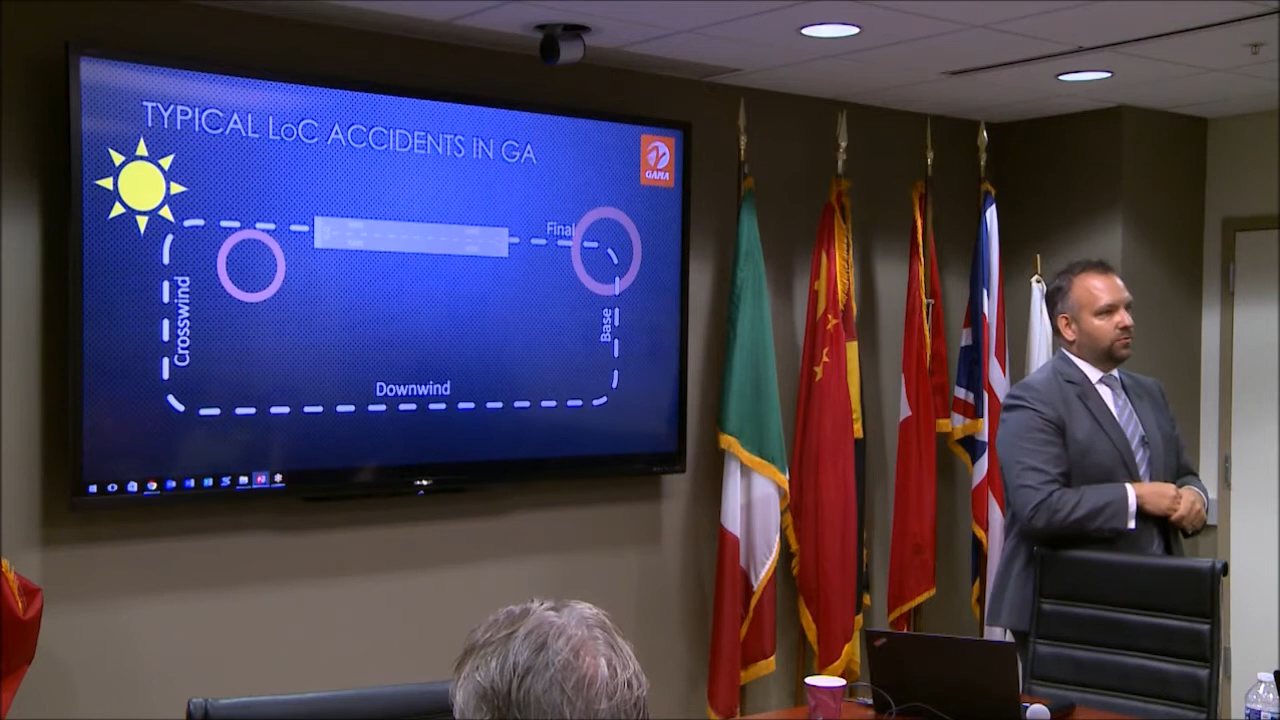 TYPICAL LoC ACCIDENTS IN GA
GAMA
Final
Crosswind
Base
Downwind